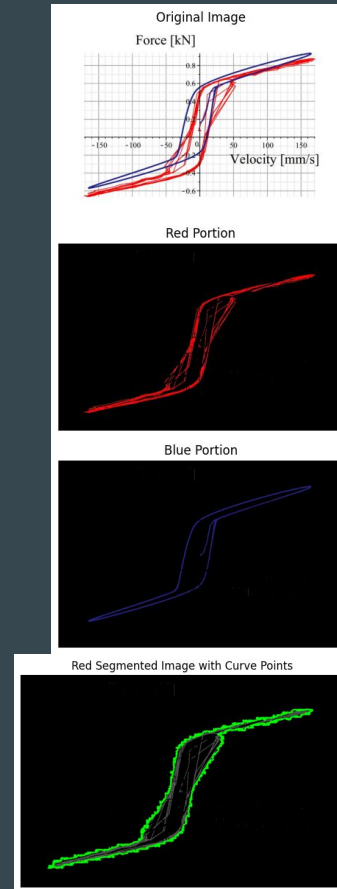 Original Image
Force [kN]
0.8
0.6
0.4
0.2
-150 -100 -50 0 50 100 150
Velocity [mm/s]
-0.4
-0.6
Red Portion
Blue Portion
Red Segmented Image with Curve Points